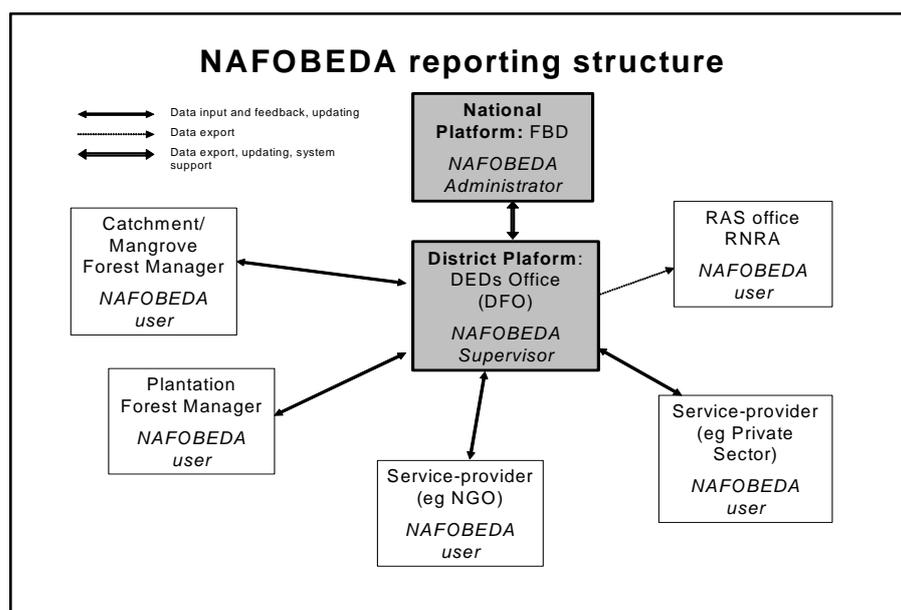 NAFOBEDA reporting structure
Data input and feedback, updating
Data export
Data export, updating, system
support
National
Platform: FBD
NAFOBEDA
Administrator
Catchment/
Mangrove
Forest Manager
NAFOBEDA
user
District Plaform:
DEDs Office
(DFO)
NAFOBEDA
Supervisor
RAS office
RNRA
NAFOBEDA
user
Plantation
Forest Manager
NAFOBEDA
user
Service-provider
(eg NGO)
NAFOBEDA
user
Service-provider
(eg Private
Sector)
NAFOBEDA
user